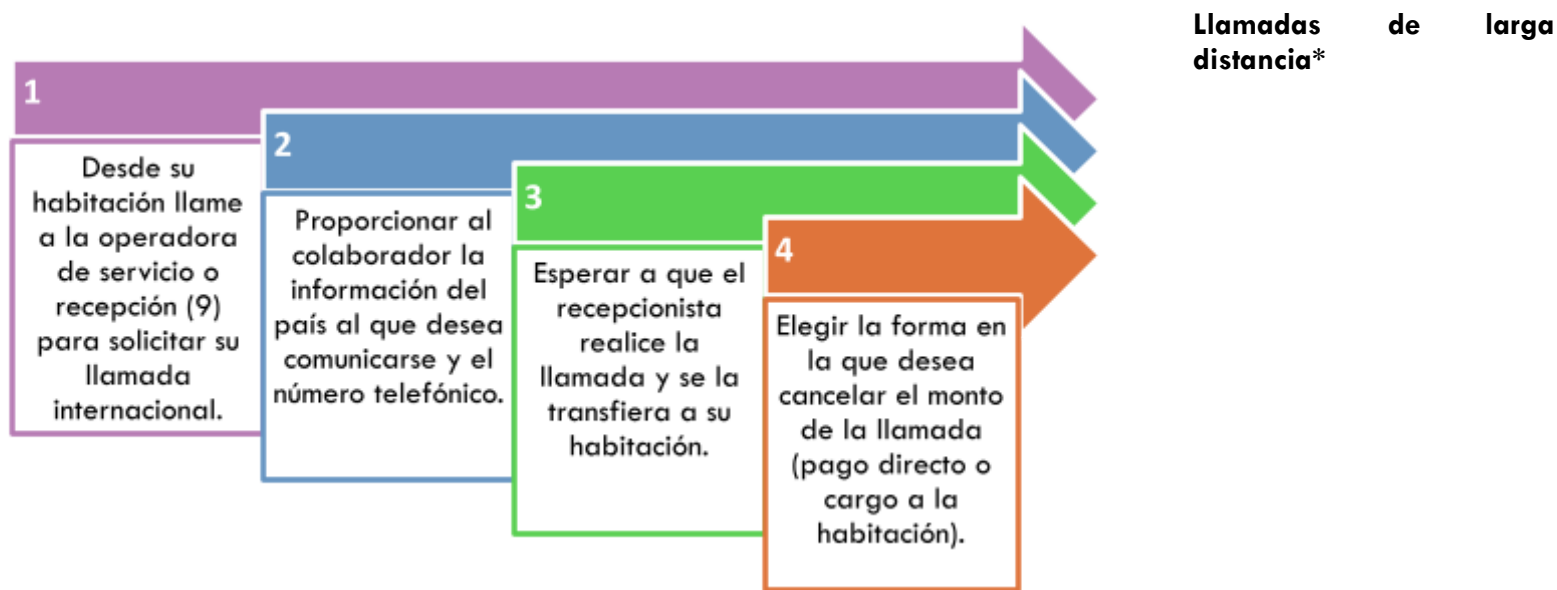 Llamadas de larga
distancia*
1
Desde su
habitación llame
a la operadora
de servicio o
recepción (9)
para solicitar su
llamada
internacional.
2
Proporcionar al
colaborador la
información del
país al que desea
comunicarse y el
número telefónico.
3
Esperar a que el
recepcionista
realice la
llamada y se la
transfiera a su
habitación.
4
Elegir la forma en
la que desea
cancelar el monto
de la llamada
(pago directo o
cargo a la
habitación).